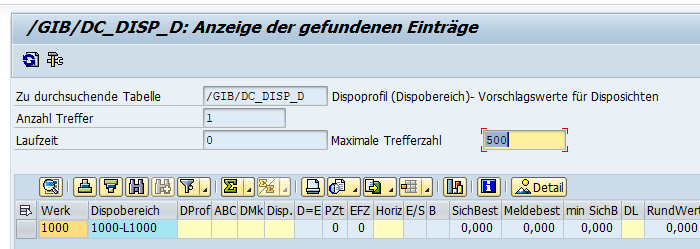 /GIB/DC_DISP_D: Anzeige der gefundenen Einträge
Zu durchsuchende Tabelle /GIB/DC_DISP_D Dispoprofil (Dispobereich)- Vorschlagswerte für Disposichten
Anzahl Treffer 1
Laufzeit 0 Maximale Trefferzahl 500
Detail
Werk Dispobereich DProf ABC DMk Disp. D=E PZt EFZ Horiz E/S B SichBest Meldebest min SichB DL RundWert
1000 1000-L1000 0 0 0,000 0,000 0,000 0,000